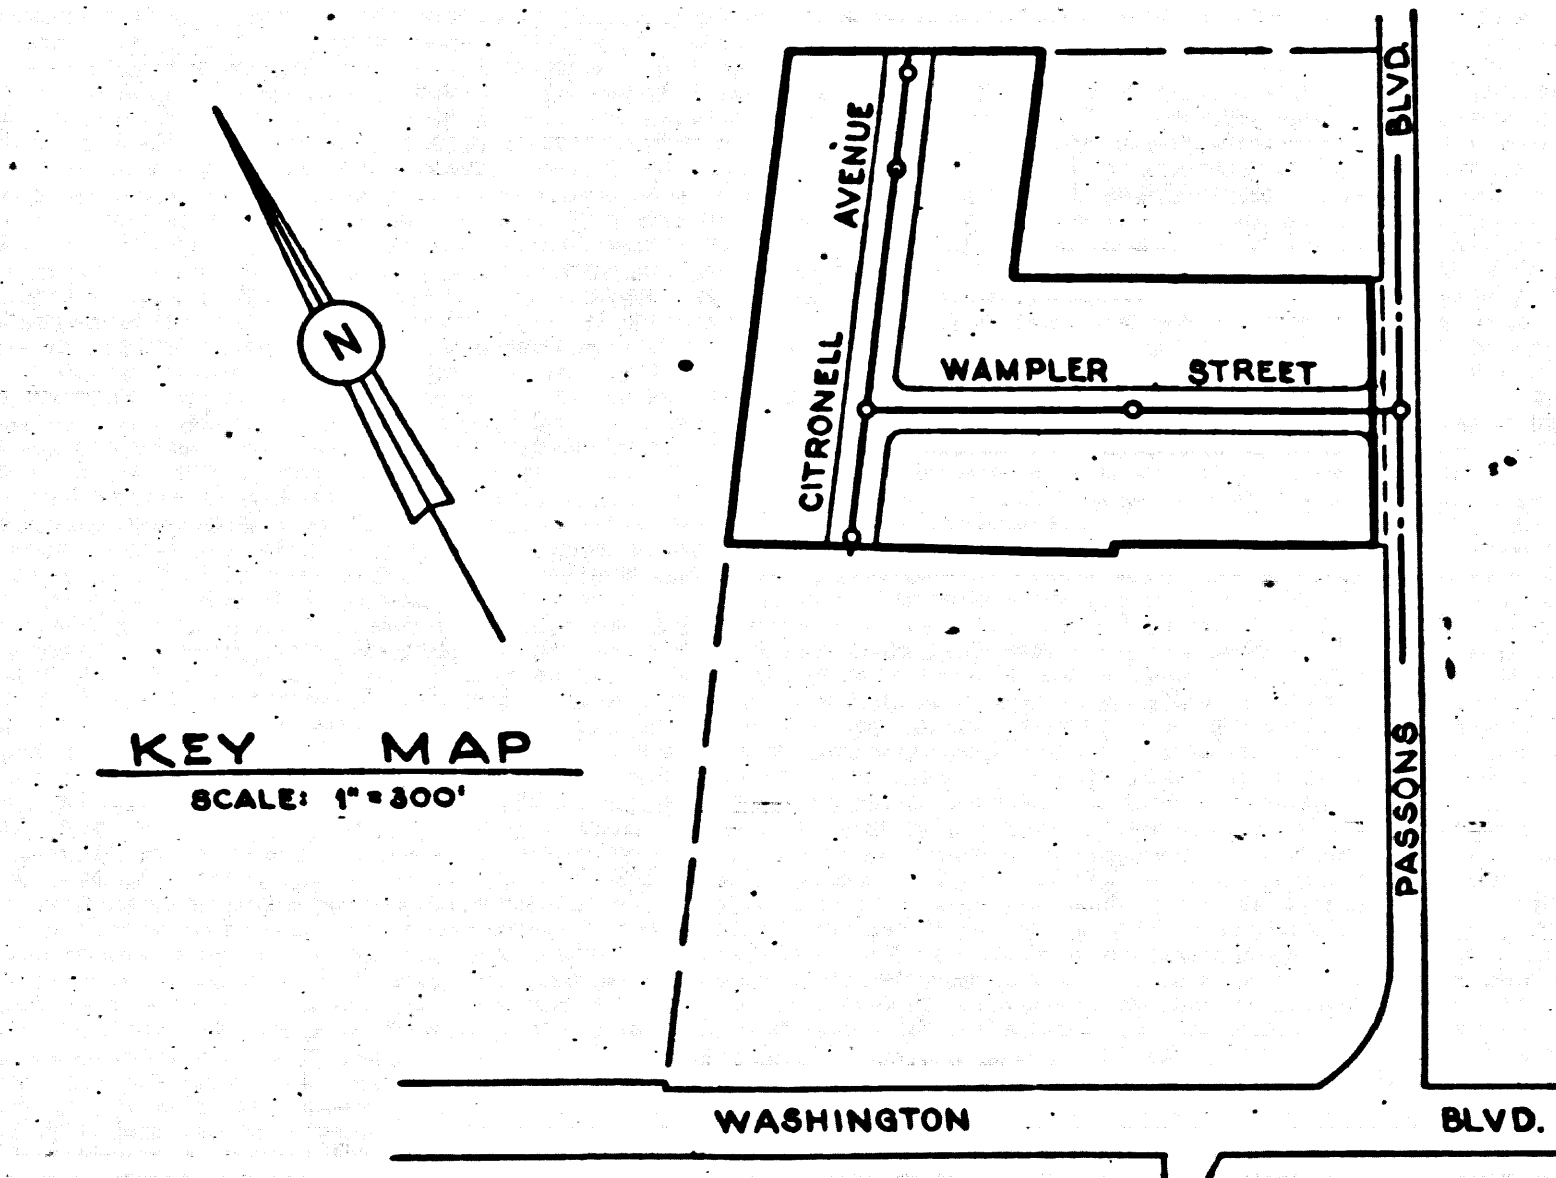 BLVD.
AVENUE
CITRONELL
WAMPLER STREET
N
KEY MAP
SCALE: 1" = 300'
PASSONS
WASHINGTON BLVD.